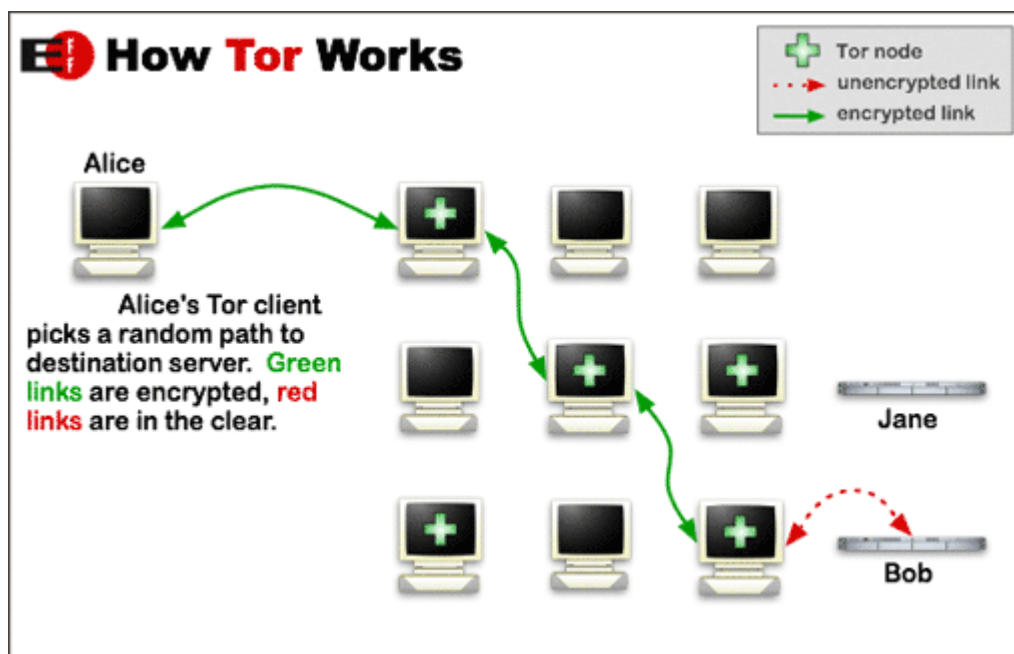 EFF How Tor Works
Tor node
unencrypted link
encrypted link
Alice
Alice's Tor client
picks a random path to
destination server. Green
links are encrypted, red
links are in the clear.
Jane
Bob